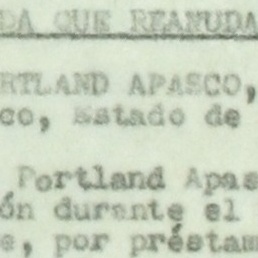 DA QUE REANUDA
RTLAND APASCO,
co, Estado de
Portland Apas
ón durante el
e, por préstam